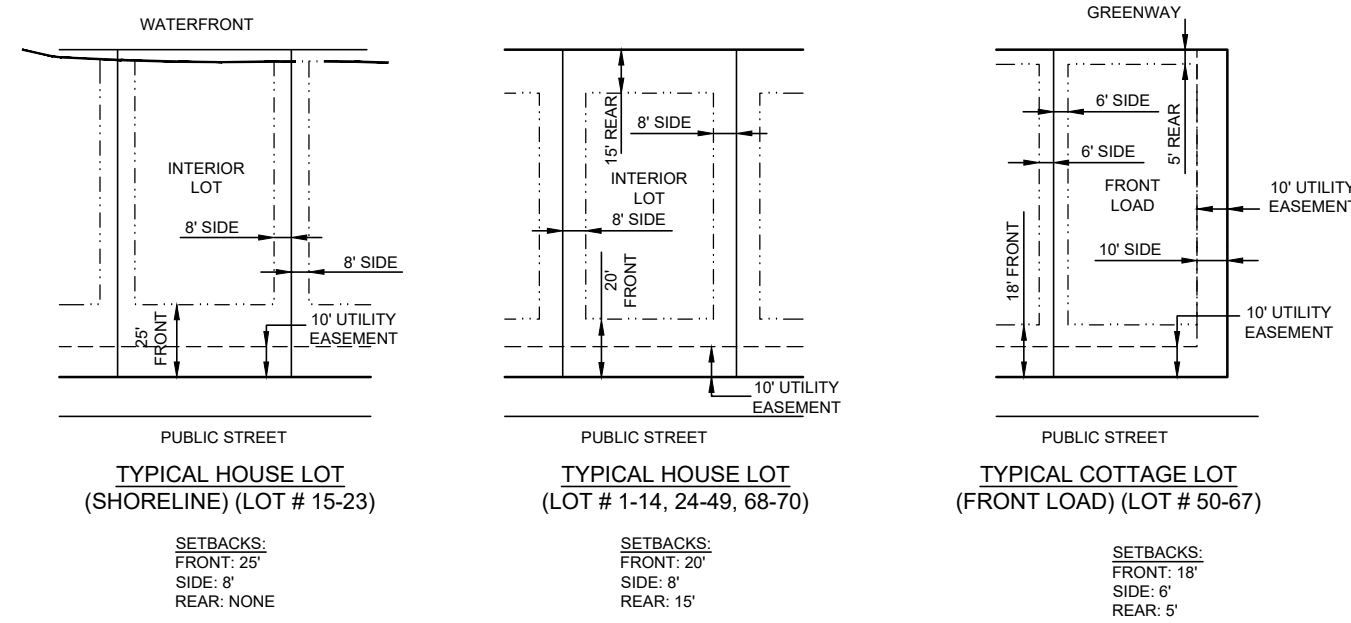 WATERFRONT
INTERIOR
LOT
8' SIDE
8' SIDE
25'
FRONT
10' UTILITY
EASEMENT
PUBLIC STREET
TYPICAL HOUSE LOT
(SHORELINE) (LOT # 15-23)
SETBACKS:
FRONT: 25'
SIDE: 8'
REAR: NONE
15' REAR
8' SIDE
INTERIOR
LOT
8' SIDE
20'
FRONT
10' UTILITY
EASEMENT
PUBLIC STREET
TYPICAL HOUSE LOT
(LOT # 1-14, 24-49, 68-70)
SETBACKS:
FRONT: 20'
SIDE: 8'
REAR: 15'
GREENWAY
6' SIDE
5' REAR
6' SIDE
FRONT
LOAD
10' UTILITY
EASEMENT
10' SIDE
18' FRONT
10' UTILITY
EASEMENT
PUBLIC STREET
TYPICAL COTTAGE LOT
(FRONT LOAD) (LOT # 50-67)
SETBACKS:
FRONT: 18'
SIDE: 6'
REAR: 5'